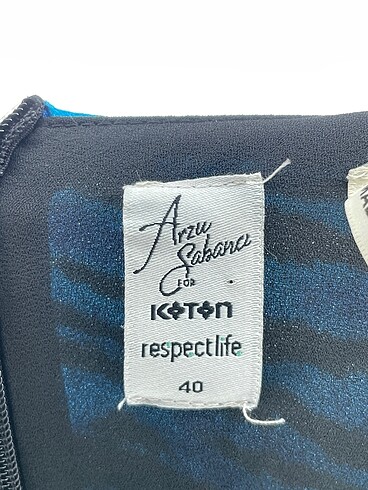 Arzu
Sabancı
FOR
KOTON
respectlife
40